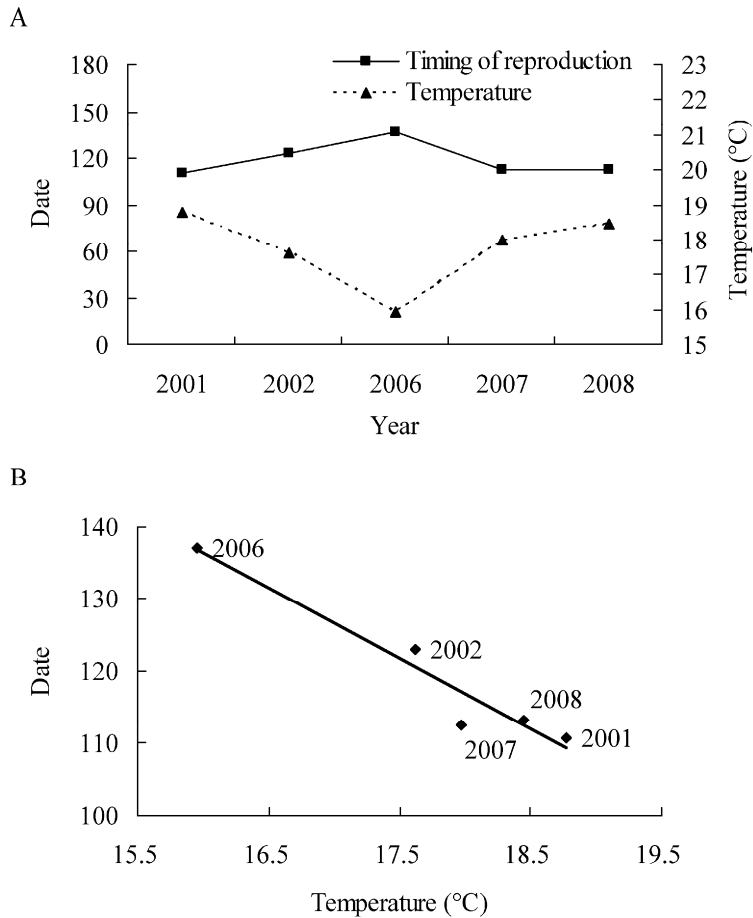 A
Timing of reproduction
Temperature
180
150
120
90
60
30
0
Date
23
22
21
20
19
18
17
16
15
Temperature (°C)
2001 2002 2006 2007 2008
Year
B
140
130
120
110
100
Date
2006
2002
2008
2007
2001
15.5 16.5 17.5 18.5 19.5
Temperature (°C)